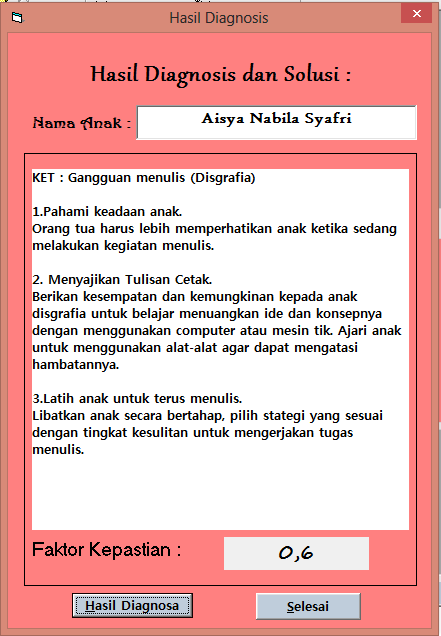 Hasil Diagnosis
Hasil Diagnosis dan Solusi :
Nama Anak :
Aisya Nabila Syafri
KET : Gangguan menulis (Disgrafia)
1.Pahami keadaan anak.
Orang tua harus lebih memperhatikan anak ketika sedang
melakukan kegiatan menulis.
2. Menyajikan Tulisan Cetak.
Berikan kesempatan dan kemungkinan kepada anak
disgrafia untuk belajar menuangkan ide dan konsepnya
dengan menggunakan computer atau mesin tik. Ajari anak
untuk menggunakan alat-alat agar dapat mengatasi
hambatannya.
3.Latih anak untuk terus menulis.
Libatkan anak secara bertahap, pilih stategi yang sesuai
dengan tingkat kesulitan untuk mengerjakan tugas
menulis.
Faktor Kepastian :
0,6
Hasil Diagnosa
Selesai